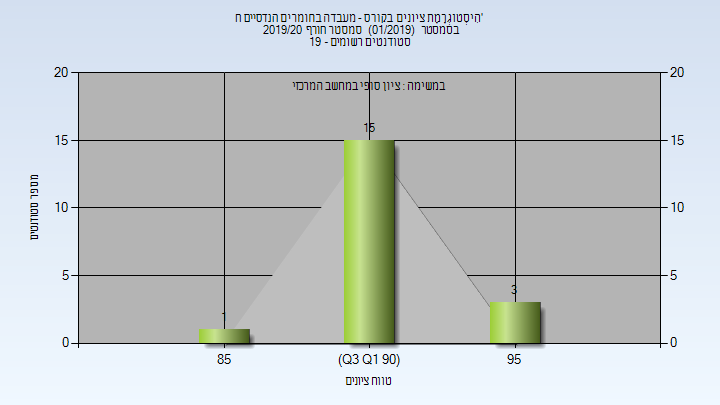 היסטוגרמת ציונים בקורס - מעבדה בחומרים הנדסיים ח'
בסמסטר (01/2019) סמסטר חורף 2019/20
סטודנטים רשומים - 19
במשימה : ציון סופי במחשב המרכזי
20 20
15
15 15
10 10
5 5
3
1
0 0
85 (Q3 Q1 90) 95
מספר סטודנטים
טווח ציונים